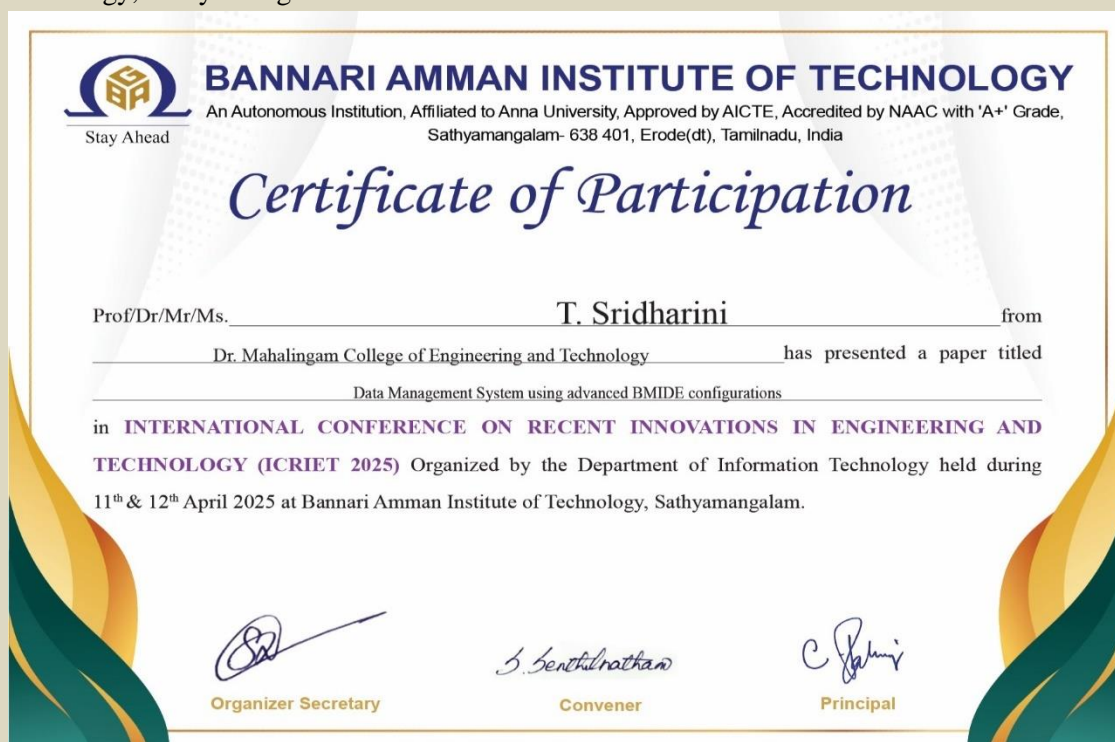 BANNARI AMMAN INSTITUTE OF TECHNOLOGY
An Autonomous Institution, Affiliated to Anna University, Approved by AICTE, Accredited by NAAC with 'A+' Grade,
Sathyamangalam- 638 401, Erode(dt), Tamilnadu, India
BGA
Stay Ahead
Certificate of Participation
Prof/Dr/Mr/Ms. T. Sridharini from
Dr. Mahalingam College of Engineering and Technology has presented a paper titled
Data Management System using advanced BMIDE configurations
in INTERNATIONAL CONFERENCE ON RECENT INNOVATIONS IN ENGINEERING AND
TECHNOLOGY (ICRIET 2025) Organized by the Department of Information Technology held during
11th & 12th April 2025 at Bannari Amman Institute of Technology, Sathyamangalam.
S. Senthilnathan
Organizer Secretary Convener Principal